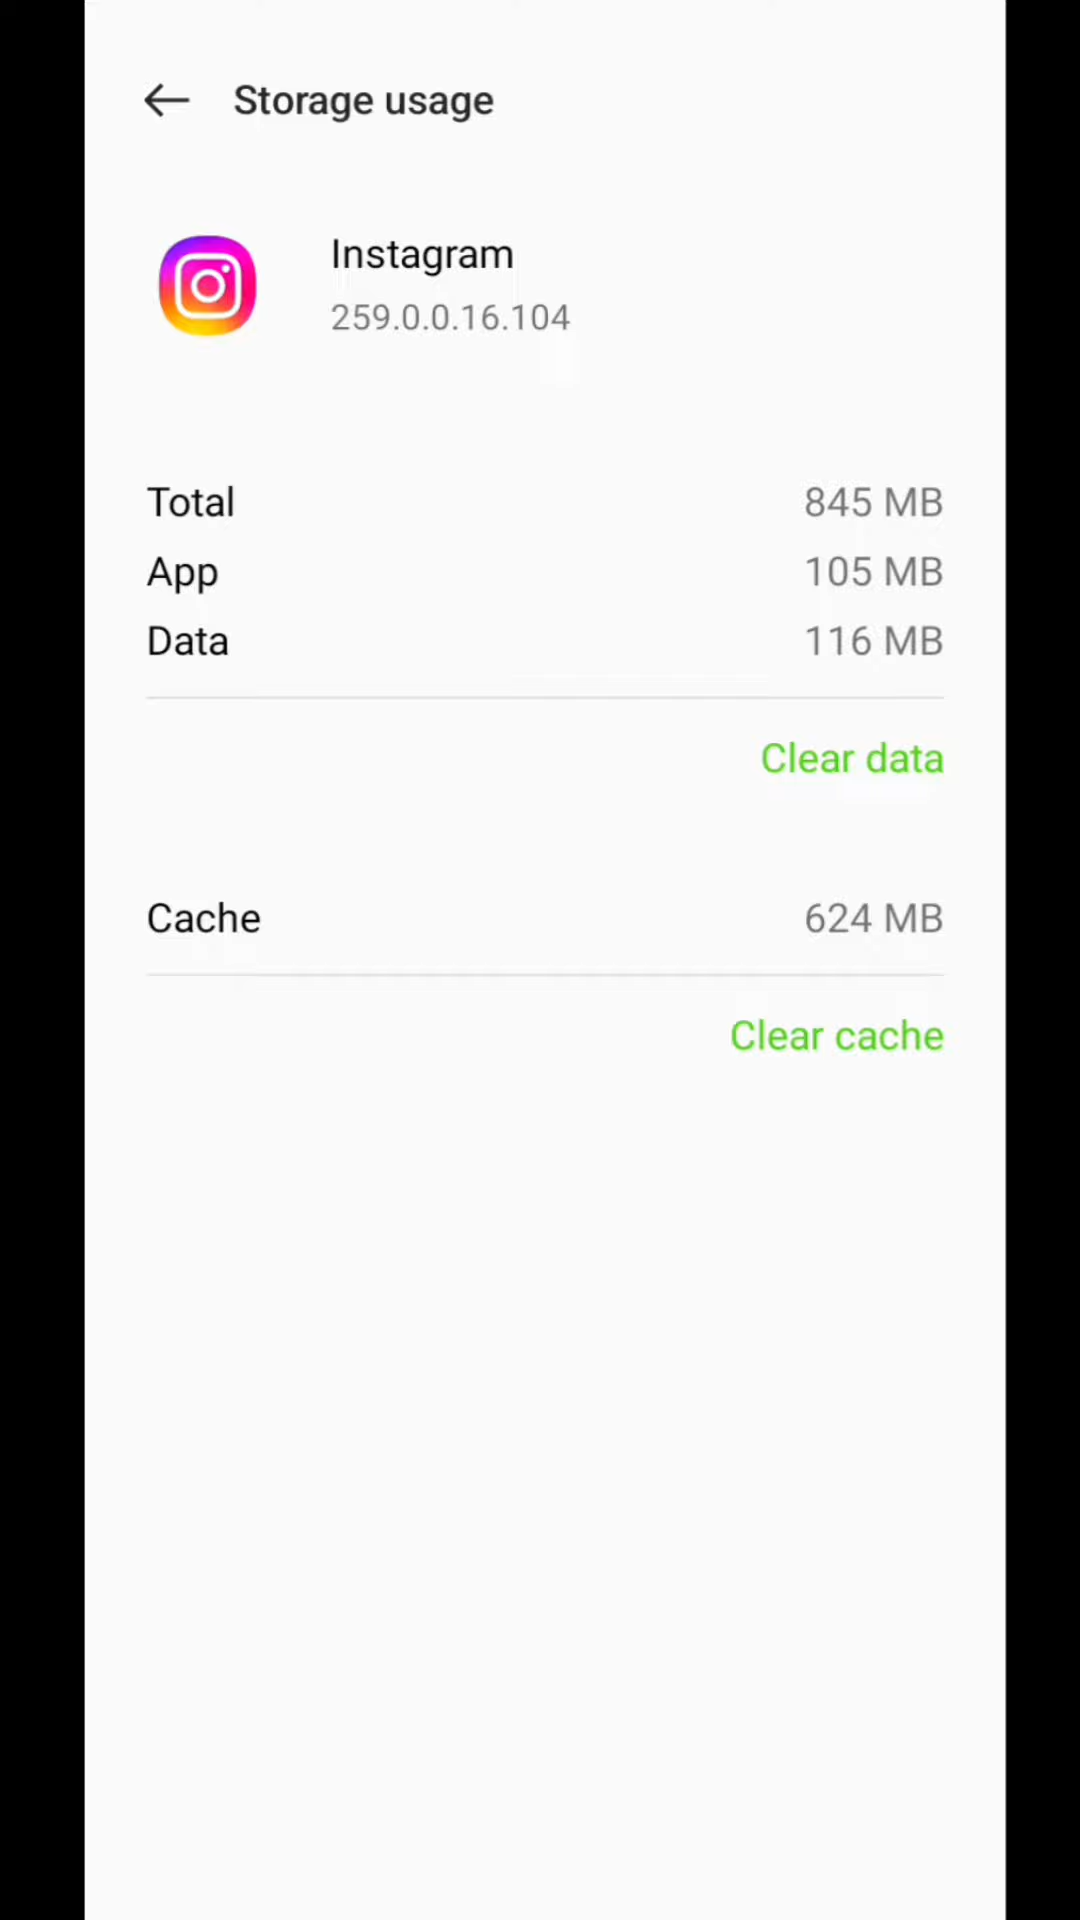 Storage usage
Instagram
259.0.0.16.104
Total 845 MB
App 105 MB
Data 116 MB
Clear data
Cache 624 MB
Clear cache